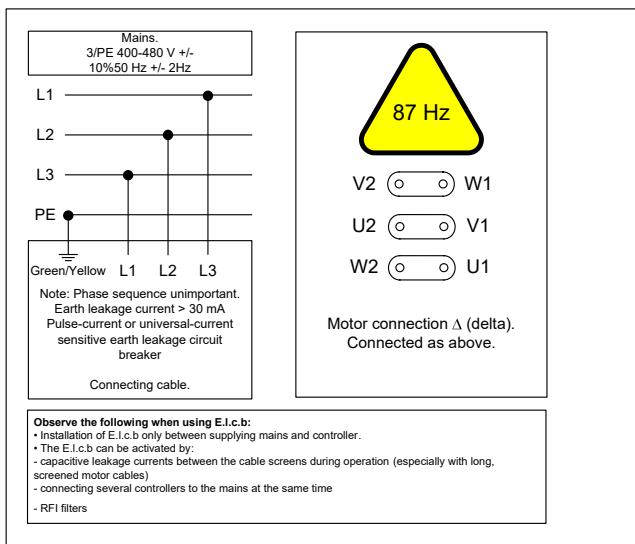 Mains.
3/PE 400-480 V +/-
10%50 Hz +/- 2Hz
L1
L2
L3
PE
Green/Yellow L1 L2 L3
Note: Phase sequence unimportant.
Earth leakage current > 30 mA
Pulse-current or universal-current
sensitive earth leakage circuit
breaker
Connecting cable.
87 Hz
V2 W1
U2 V1
W2 U1
Motor connection Δ (delta).
Connected as above.
Observe the following when using E.l.c.b:
• Installation of E.l.c.b only between supplying mains and controller.
• The E.l.c.b can be activated by:
- capacitive leakage currents between the cable screens during operation (especially with long,
screened motor cables)
- connecting several controllers to the mains at the same time
- RFI filters